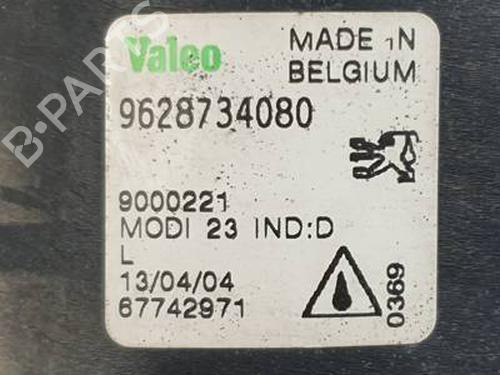 Valeo
MADE IN
BELGIUM
9628734080
9000221
MODI 23 IND:D
L
13/04/04
67742971
0369
B-PARTS